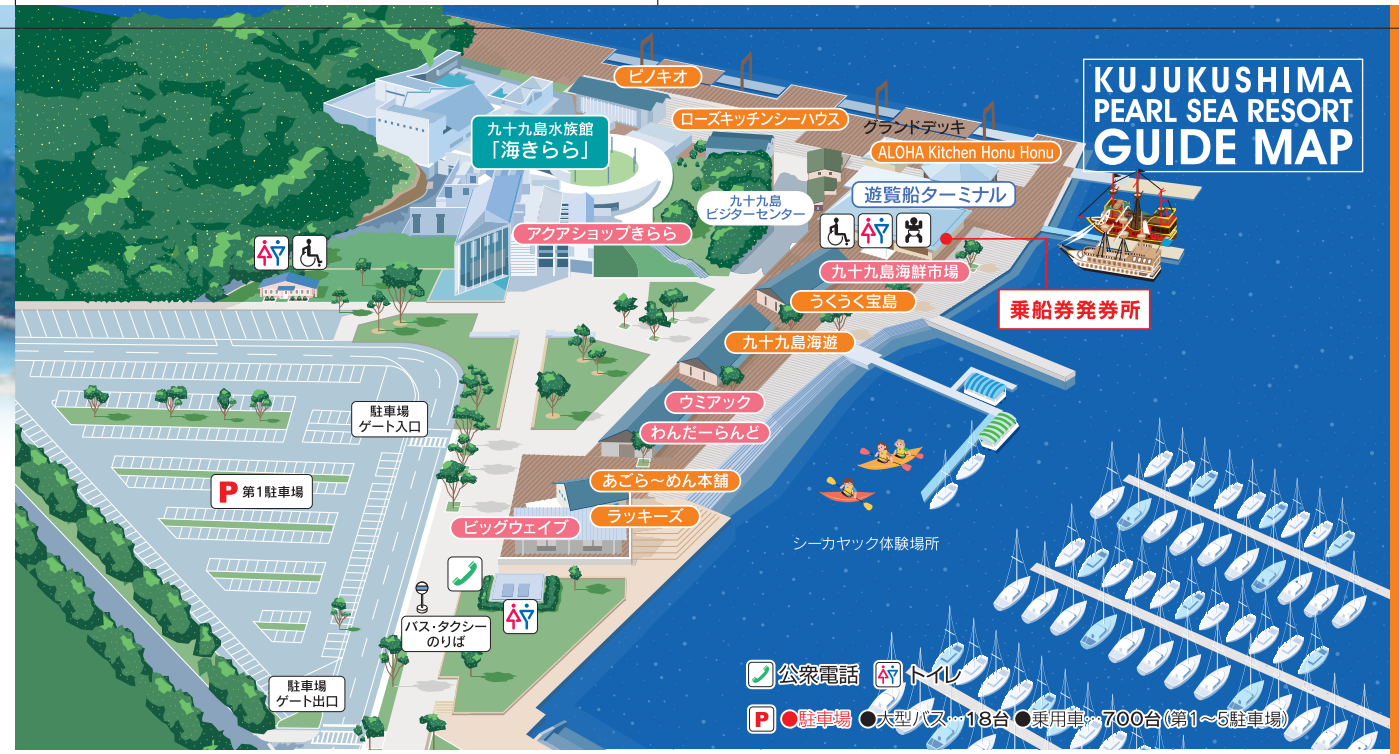 KUJUKUSHIMA
PEARL SEA RESORT
GUIDE MAP
ピノキオ
ローズキッチンシーハウス
グランドデッキ
ALOHA Kitchen Honu Honu
九十九島水族館
「海きらら」
遊覧船ターミナル
九十九島
ビジターセンター
アクアショップきらら
九十九島海鮮市場
乗船券発券所
うくうく宝島
九十九島海遊
ウミアック
わんだーらんど
駐車場
ゲート入口
あごら～めん本舗
P 第1駐車場
ラッキーズ
ビッグウェイブ
シーカヤック体験場所
バス・タクシー
のりば
駐車場
ゲート出口
公衆電話 トイレ
P ●駐車場 ●大型バス…18台 ●乗用車…700台(第1～5駐車場)